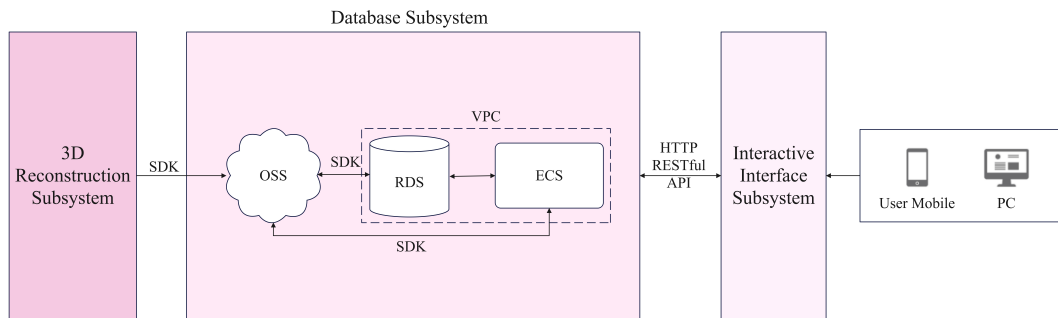 Database Subsystem
3D
Reconstruction
Subsystem
SDK
OSS
SDK
VPC
RDS
ECS
SDK
HTTP
RESTful
API
Interactive
Interface
Subsystem
User Mobile
PC